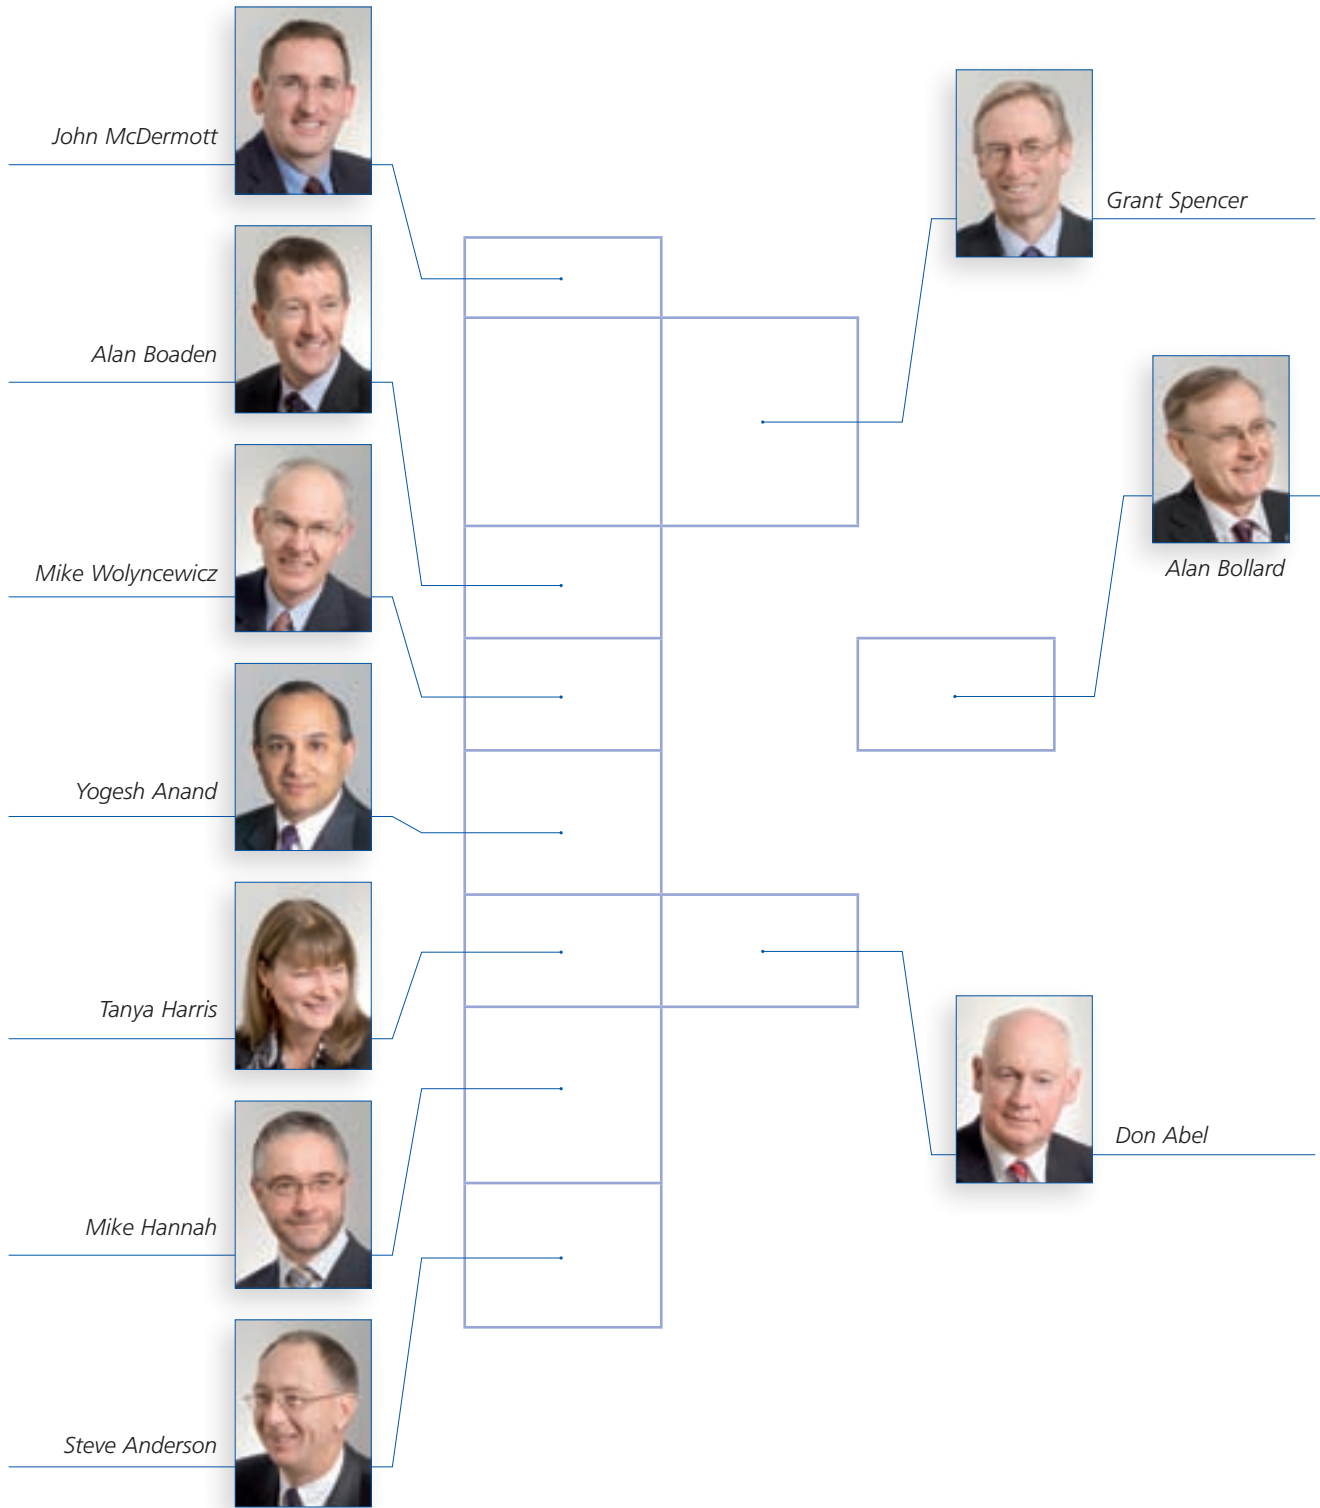 John McDermott
Grant Spencer
Alan Boaden
Alan Bollard
Mike Wolyncewicz
Yogesh Anand
Tanya Harris
Don Abel
Mike Hannah
Steve Anderson